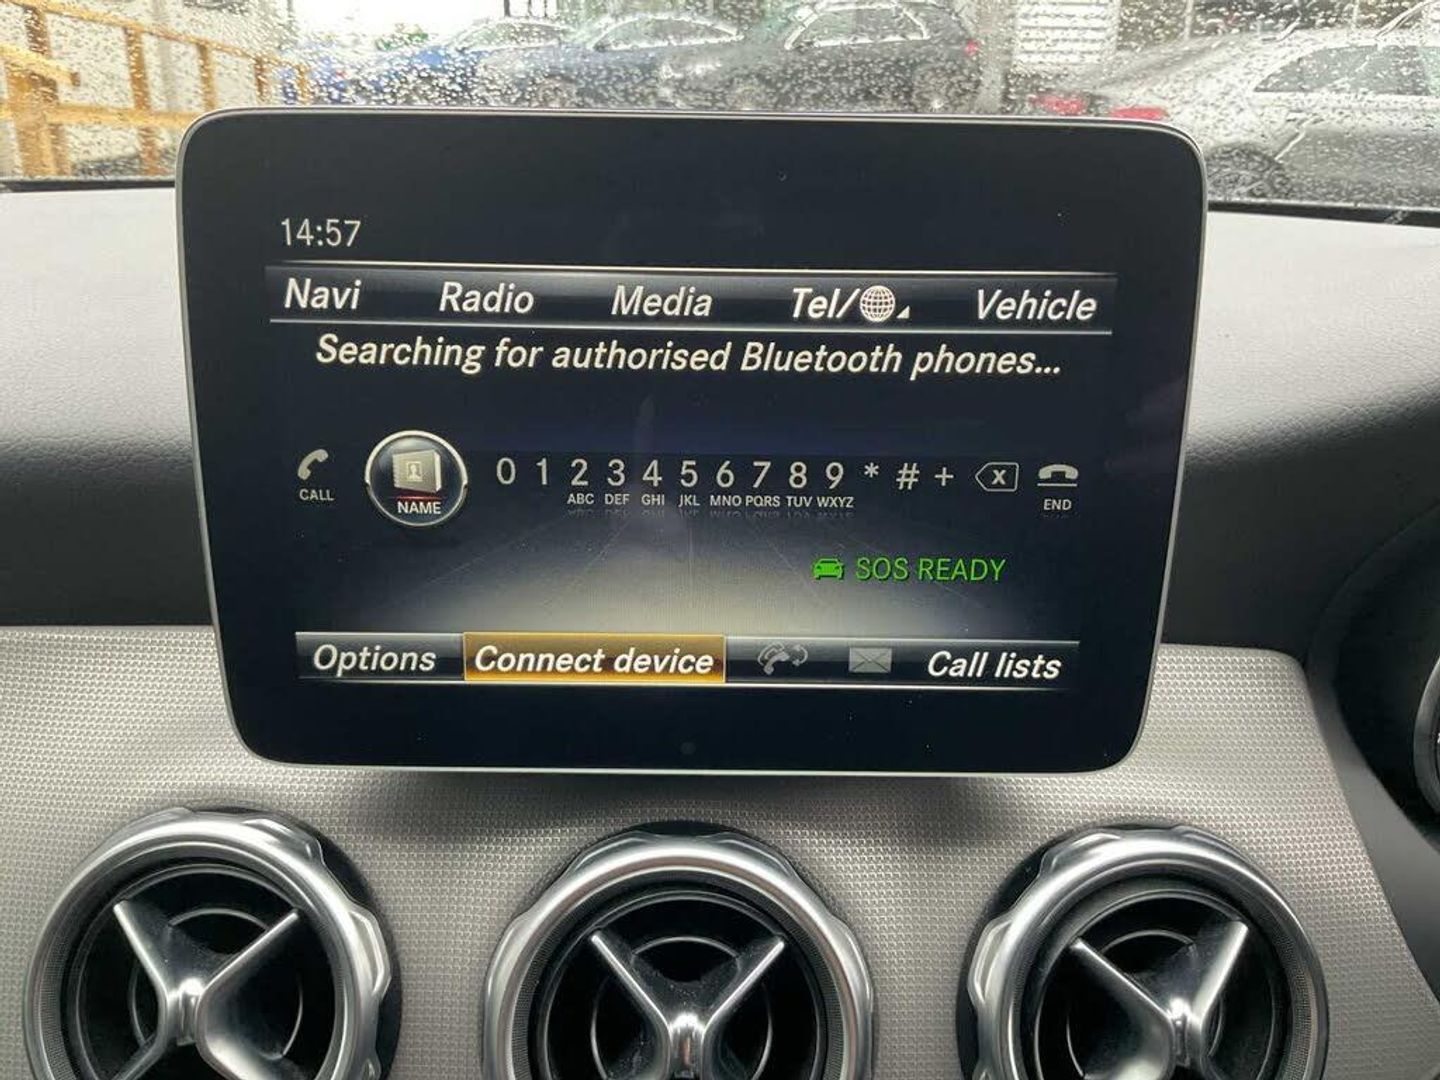 14:57
Navi Radio Media Tel/ Vehicle
Searching for authorised Bluetooth phones...
0 1 2 3 4 5 6 7 8 9 * # + x
CALL NAME ABC DEF GHI JKL MNO PQRS TUV WXYZ END
SOS READY
Options Connect device Call lists